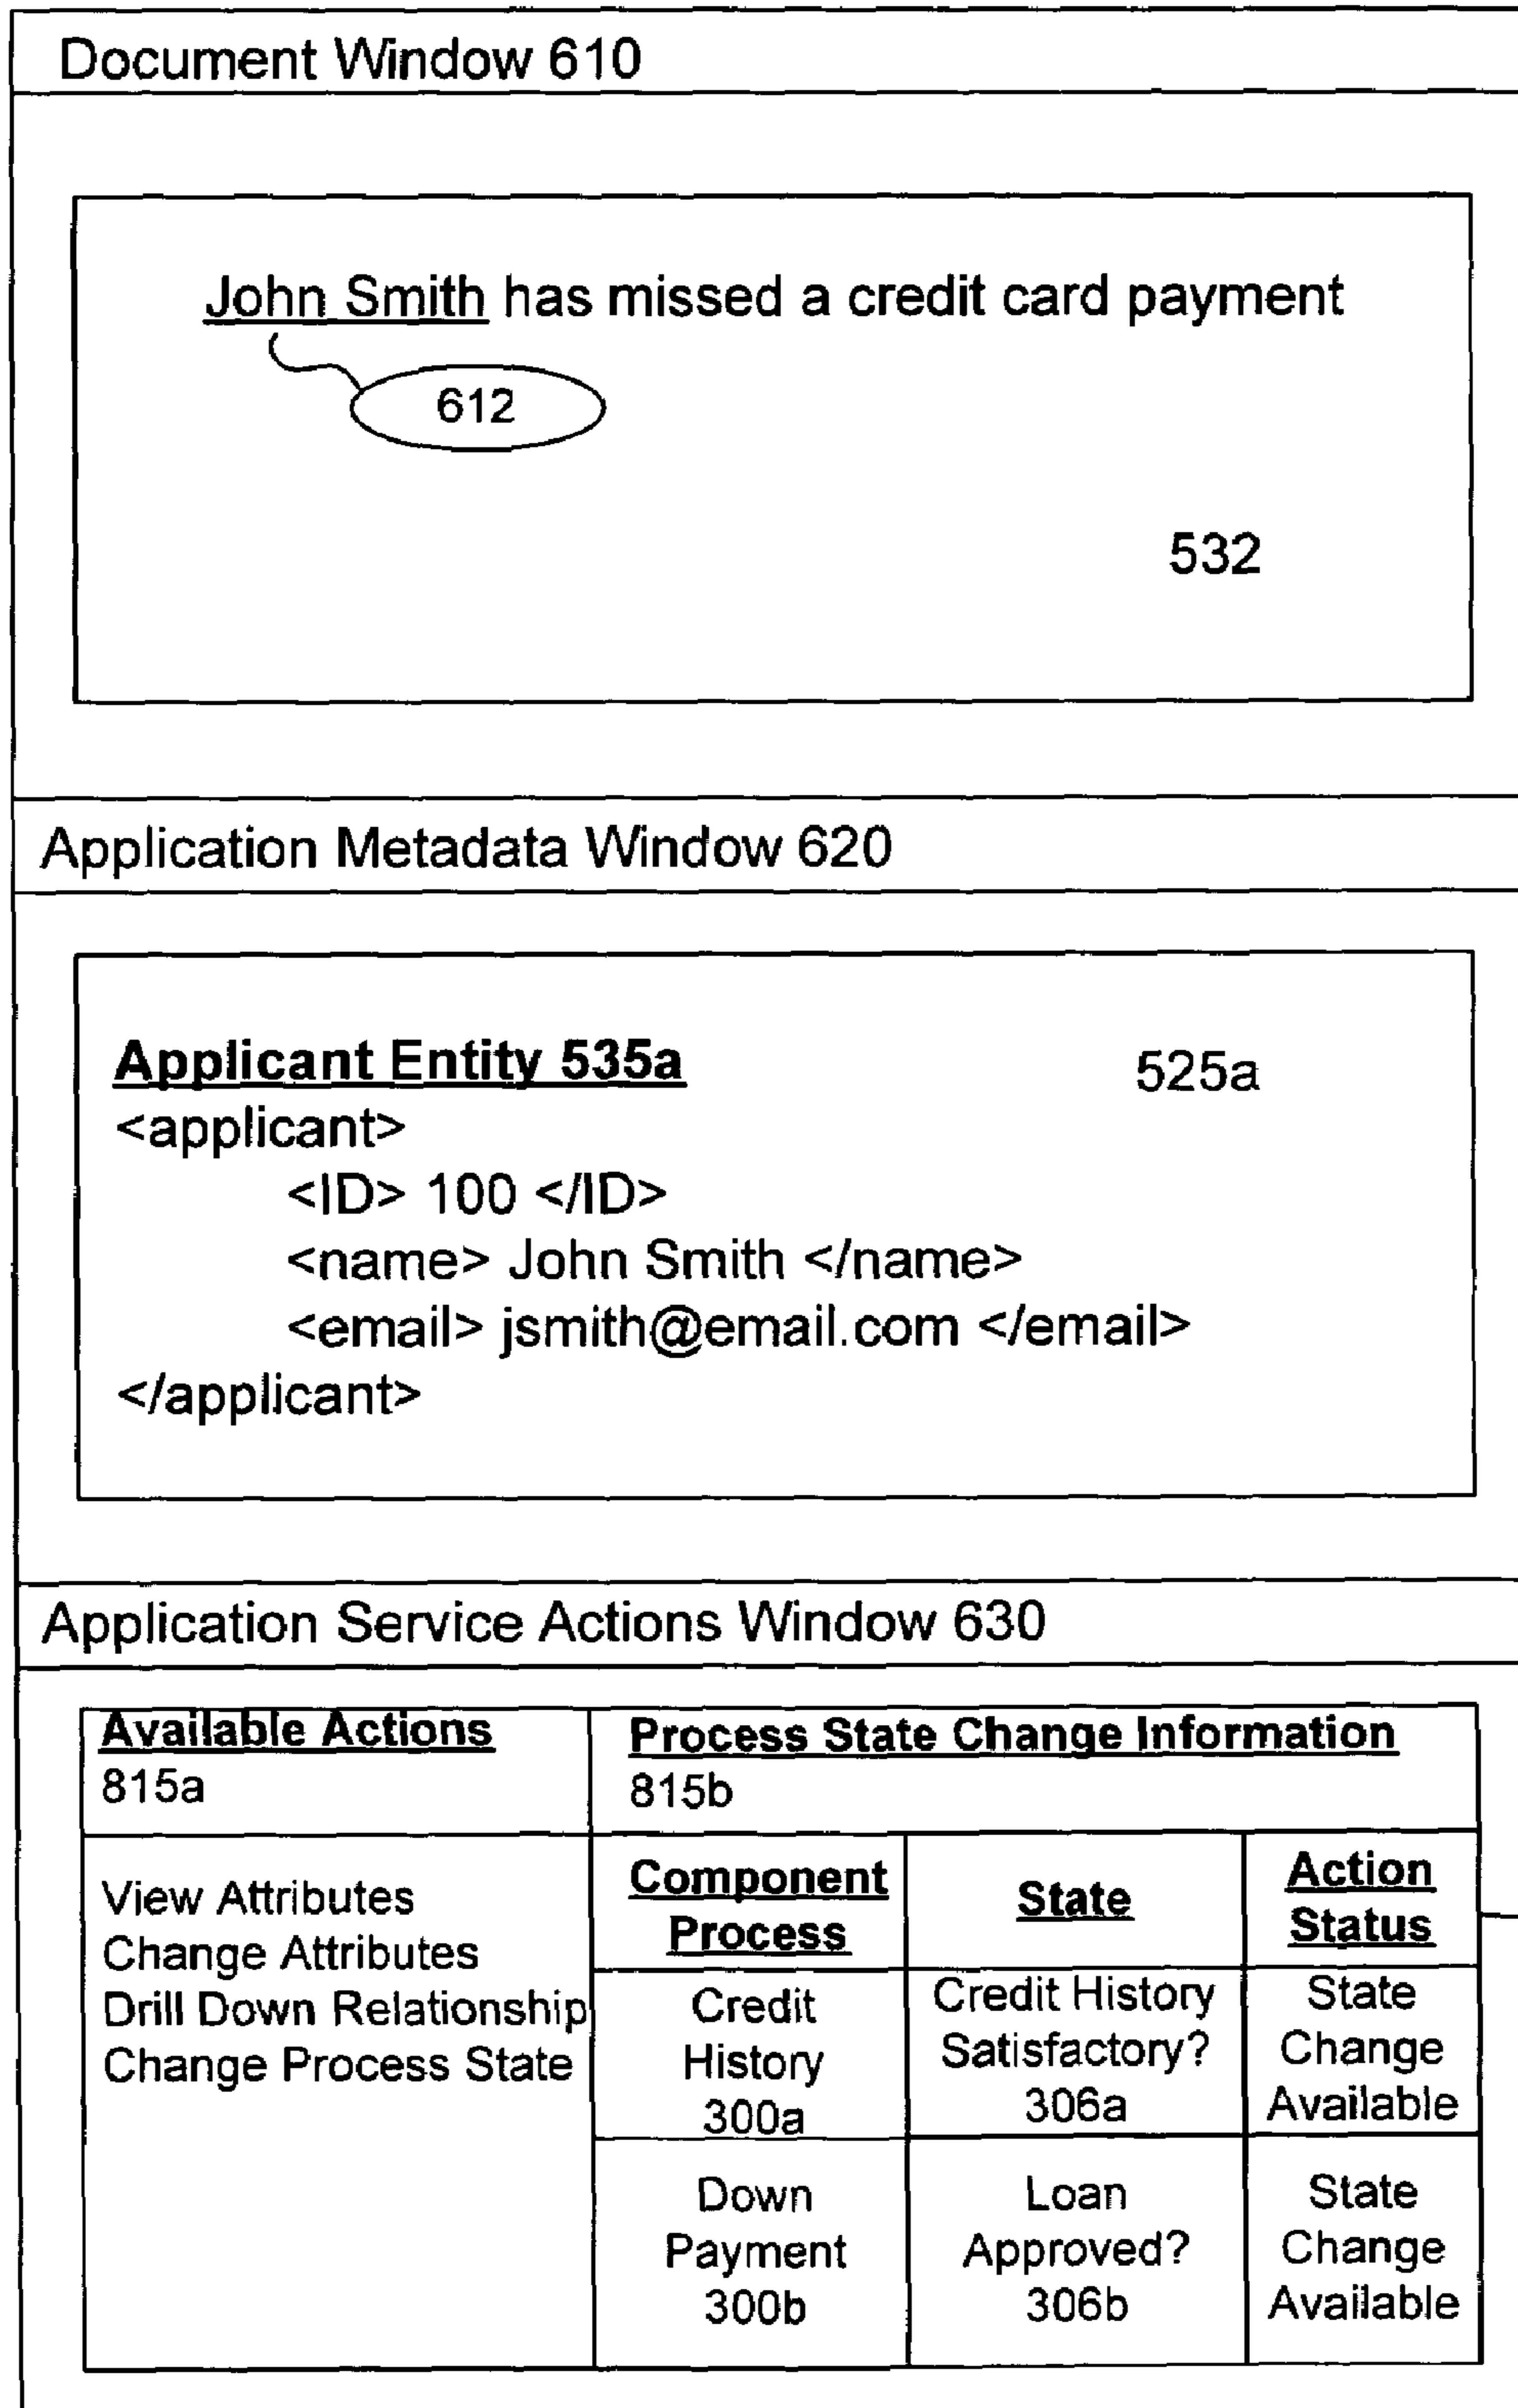 Document Window 610
John Smith has missed a credit card payment
612
532
Application Metadata Window 620
Applicant Entity 535a
525a
<applicant>
<ID> 100 </ID>
<name> John Smith </name>
<email> jsmith@email.com </email>
</applicant>
Application Service Actions Window 630
Available Actions
815a
Process State Change Information
815b
View Attributes
Change Attributes
Drill Down Relationship
Change Process State
Component
Process
State
Action
Status
Credit
History
300a
Credit History
Satisfactory?
306a
State
Change
Available
Down
Payment
300b
Loan
Approved?
306b
State
Change
Available